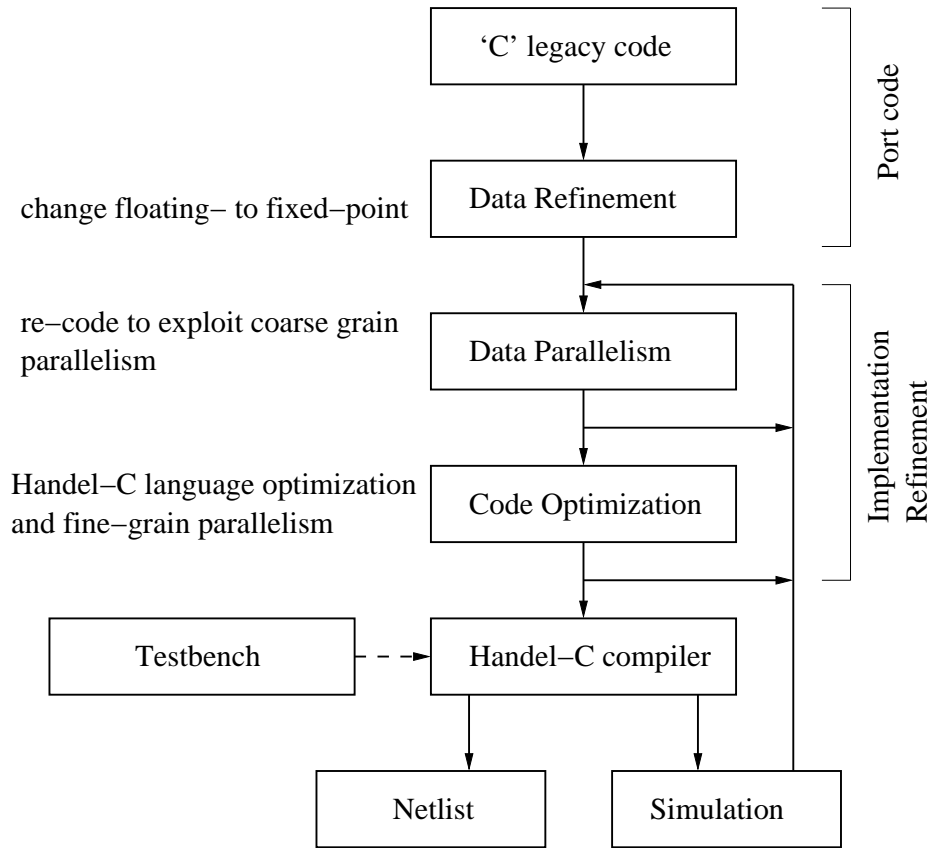 ‘C’ legacy code
Port code
Data Refinement
change floating− to fixed−point
re−code to exploit coarse grain
parallelism
Data Parallelism
Implementation
Refinement
Handel−C language optimization
and fine−grain parallelism
Code Optimization
Testbench
Handel−C compiler
Netlist
Simulation